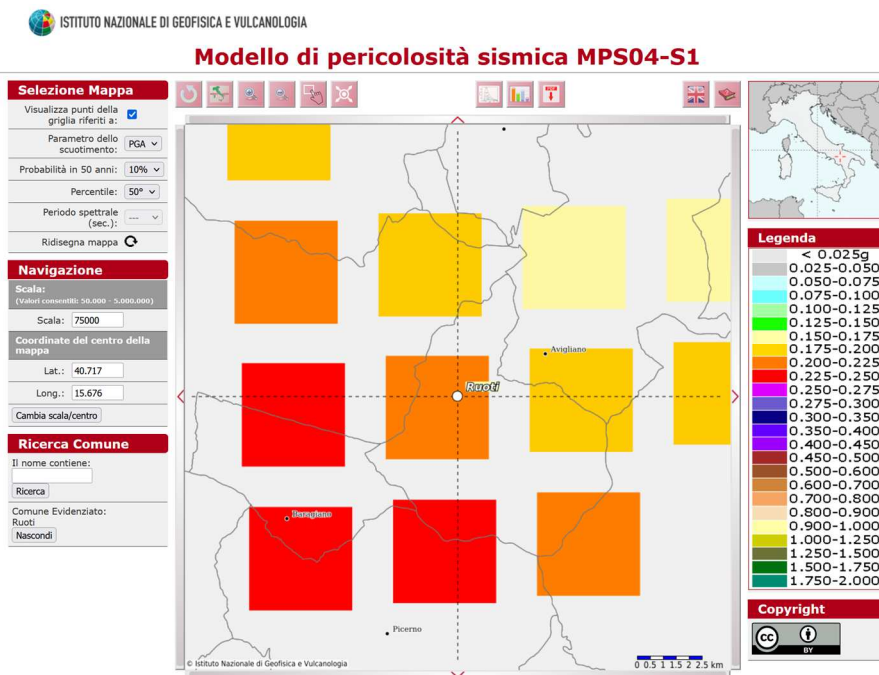 ISTITUTO NAZIONALE DI GEOFISICA E VULCANOLOGIA
Modello di pericolosità sismica MPS04-S1
Selezione Mappa
Visualizza punti della
griglia riferiti a:
Parametro dello
scuotimento: PGA
Probabilità in 50 anni: 10%
Percentile: 50°
Periodo spettrale
(sec.): ---
Ridisegna mappa
Navigazione
Scala:
(Valori consentiti: 50.000 - 5.000.000)
Scala: 75000
Coordinate del centro della
mappa
Lat.: 40.717
Long.: 15.676
Cambia scala/centro
Ricerca Comune
Il nome contiene:
Ricerca
Comune Evidenziato:
Ruoti
Nascondi
Avigliano
Ruoti
Baragiano
Picerno
© Istituto Nazionale di Geofisica e Vulcanologia
0 0.5 1 1.5 2 2.5 km
Legenda
< 0.025g
0.025-0.050
0.050-0.075
0.075-0.100
0.100-0.125
0.125-0.150
0.150-0.175
0.175-0.200
0.200-0.225
0.225-0.250
0.250-0.275
0.275-0.300
0.300-0.350
0.350-0.400
0.400-0.450
0.450-0.500
0.500-0.600
0.600-0.700
0.700-0.800
0.800-0.900
0.900-1.000
1.000-1.250
1.250-1.500
1.500-1.750
1.750-2.000
Copyright
cc
BY